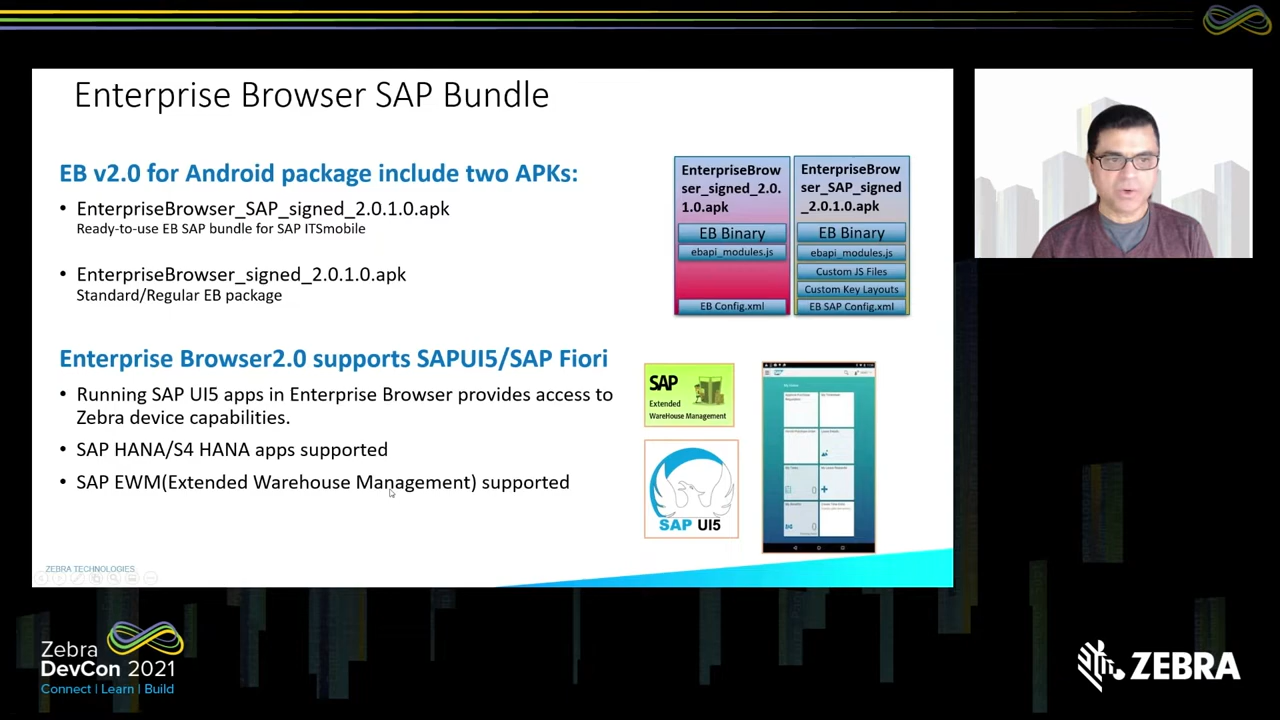 Enterprise Browser SAP Bundle
EB v2.0 for Android package include two APKs:
• EnterpriseBrowser_SAP_signed_2.0.1.0.apk
Ready-to-use EB SAP bundle for SAP ITSmobile
• EnterpriseBrowser_signed_2.0.1.0.apk
Standard/Regular EB package
EnterpriseBrow
ser_signed_2.0.
1.0.apk
EB Binary
ebapi_modules.js
EB Config.xml
EnterpriseBrow
ser_SAP_signed
_2.0.1.0.apk
EB Binary
ebapi_modules.js
Custom JS Files
Custom Key Layouts
EB SAP Config.xml
Enterprise Browser2.0 supports SAPUI5/SAP Fiori
• Running SAP UI5 apps in Enterprise Browser provides access to
Zebra device capabilities.
• SAP HANA/S4 HANA apps supported
• SAP EWM(Extended Warehouse Management) supported
SAP
Extended
WareHouse Management
SAP UI5
ZEBRA TECHNOLOGIES
Zebra
DevCon 2021
Connect | Learn | Build
ZEBRA